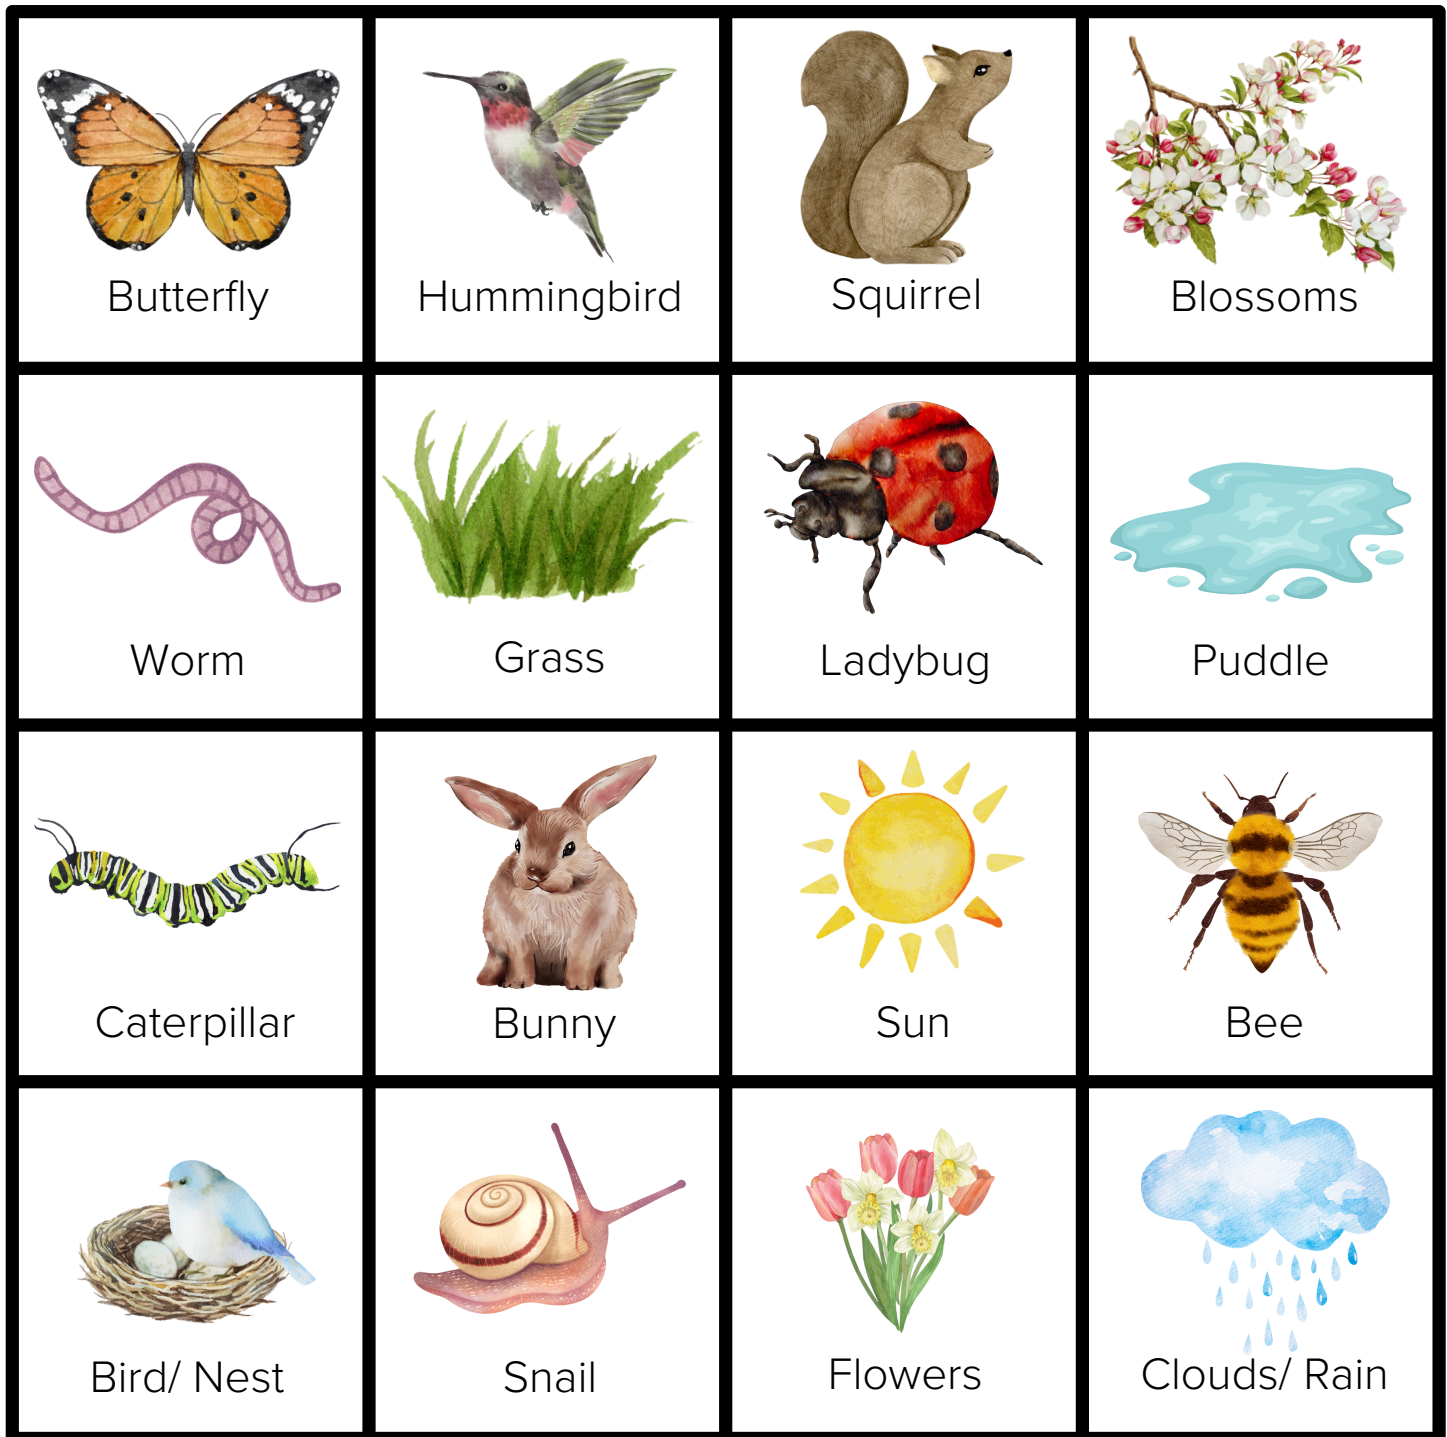 Butterfly
Hummingbird
Squirrel
Blossoms
Worm
Grass
Ladybug
Puddle
Caterpillar
Bunny
Sun
Bee
Bird/ Nest
Snail
Flowers
Clouds/ Rain